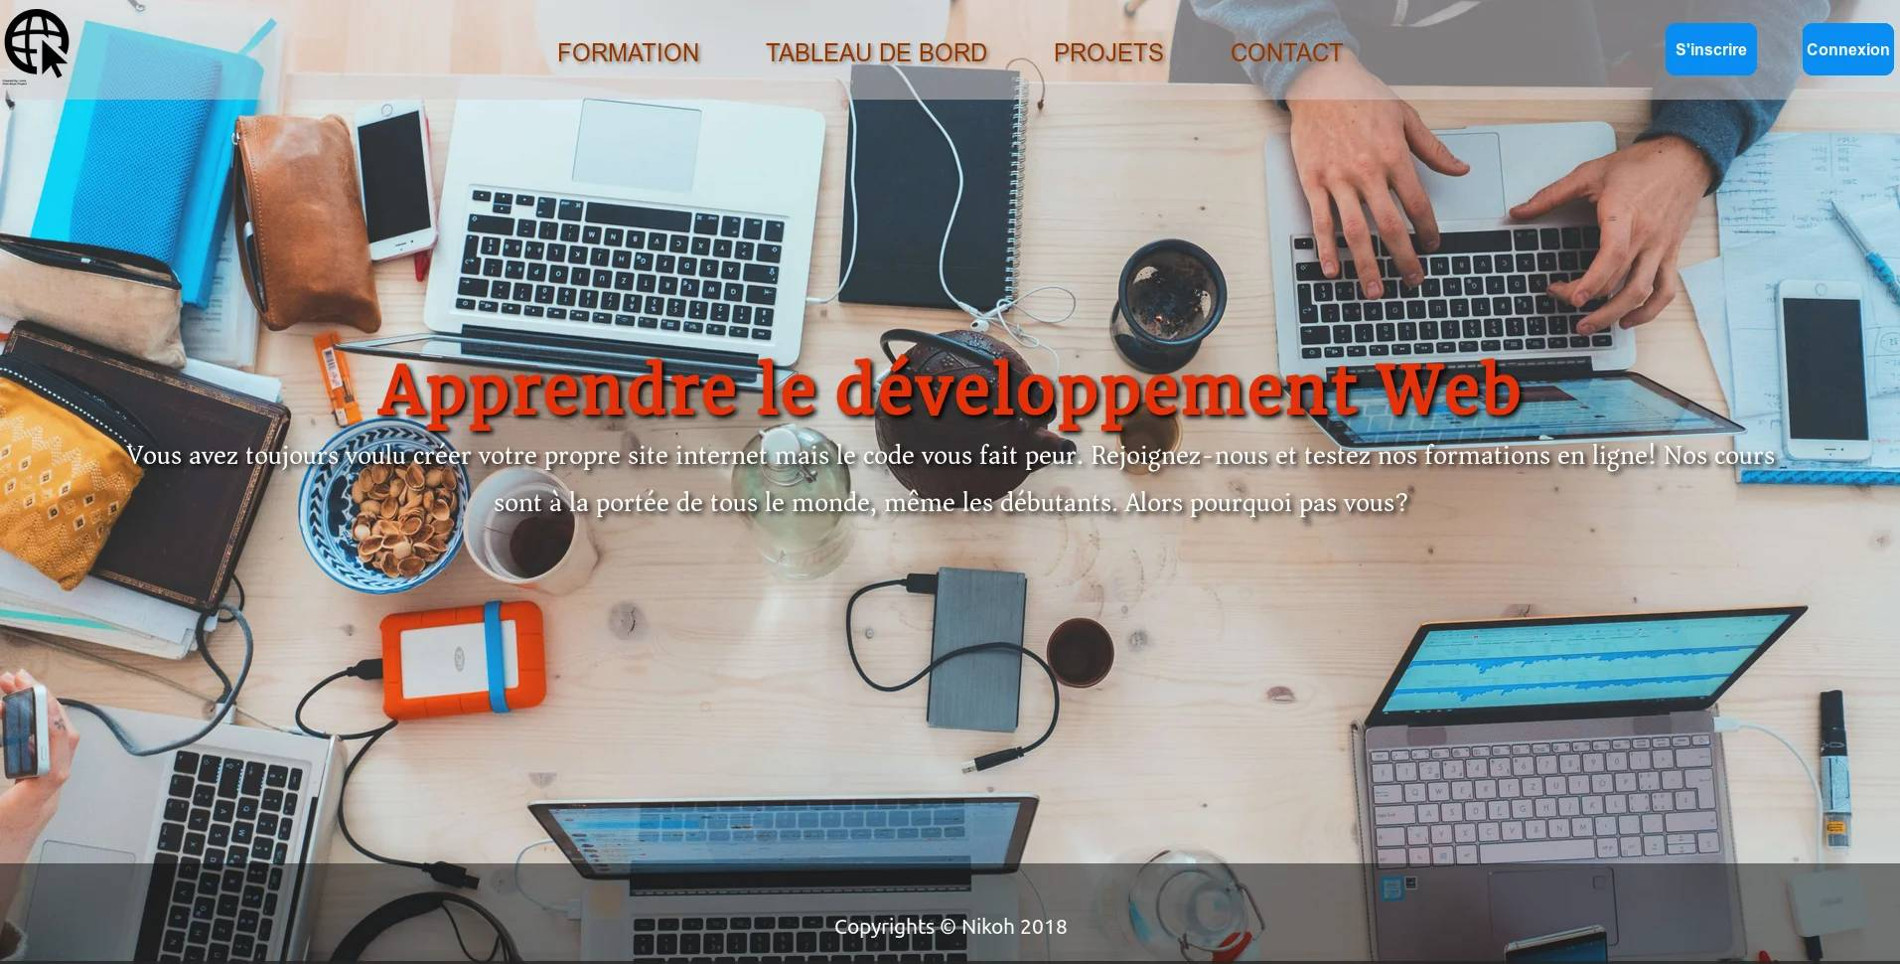 FORMATION
TABLEAU DE BORD
PROJETS
CONTACT
S'inscrire
Connexion
Apprendre le développement Web
Vous avez toujours voulu créer votre propre site internet mais le code vous fait peur. Rejoignez-nous et testez nos formations en ligne! Nos cours
sont à la portée de tous le monde, même les débutants. Alors pourquoi pas vous?
Copyrights © Nikoh 2018